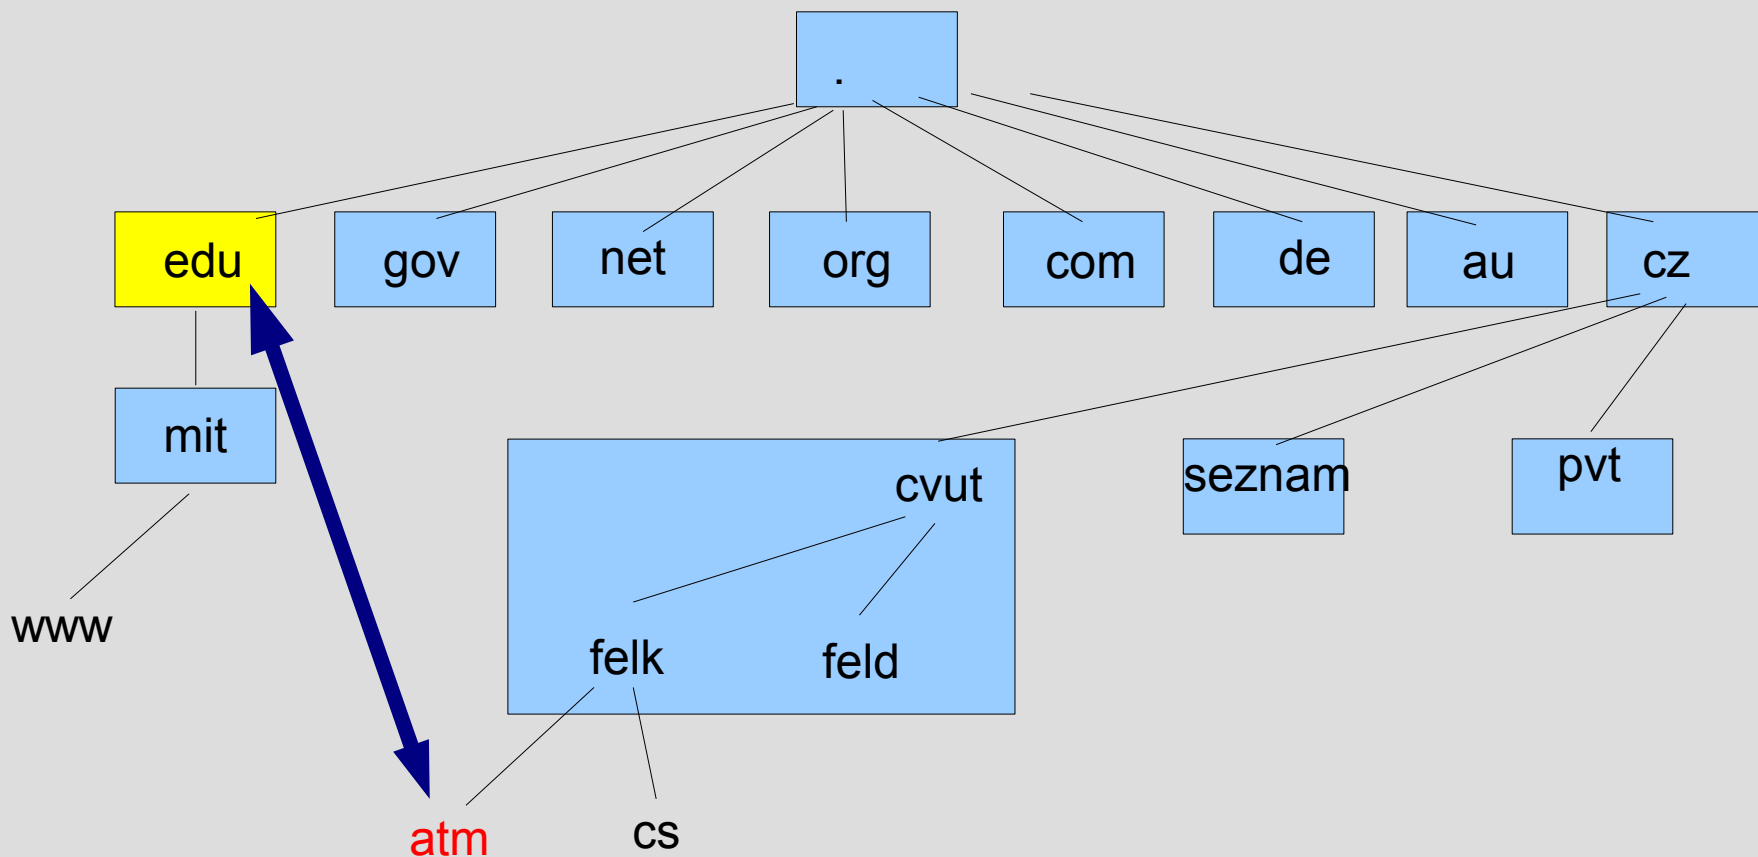 .
edu gov net org com de au cz
mit
cvut seznam pvt
www
felk feld
atm cs